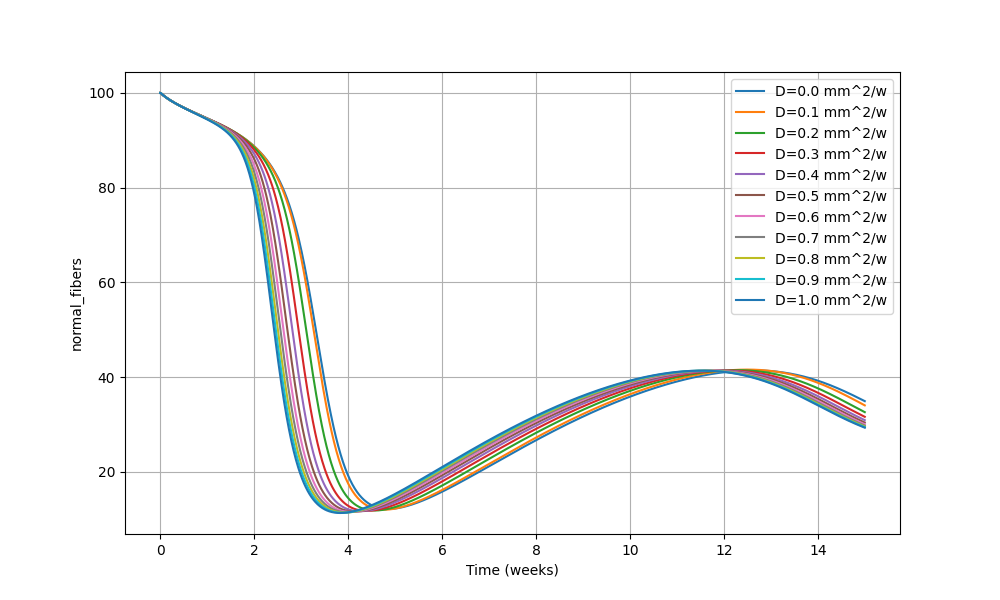 100
80
60
40
20
normal_fibers
0
2
4
6
8
10
12
14
Time (weeks)
D=0.0 mm^2/w
D=0.1 mm^2/w
D=0.2 mm^2/w
D=0.3 mm^2/w
D=0.4 mm^2/w
D=0.5 mm^2/w
D=0.6 mm^2/w
D=0.7 mm^2/w
D=0.8 mm^2/w
D=0.9 mm^2/w
D=1.0 mm^2/w